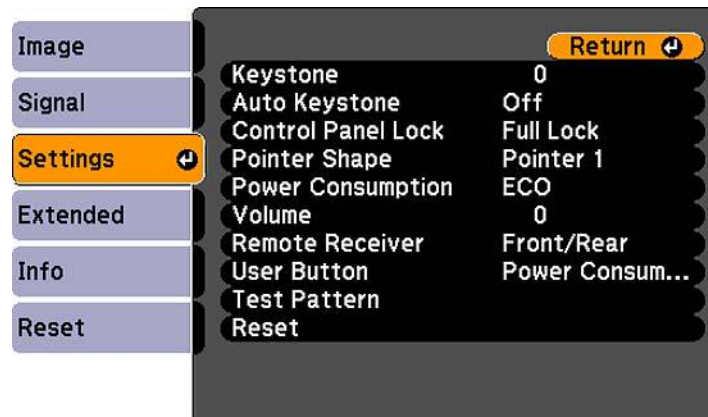 Image
Signal
Settings
Extended
Info
Reset
Return
Keystone 0
Auto Keystone Off
Control Panel Lock Full Lock
Pointer Shape Pointer 1
Power Consumption ECO
Volume 0
Remote Receiver Front/Rear
User Button Power Consum...
Test Pattern
Reset